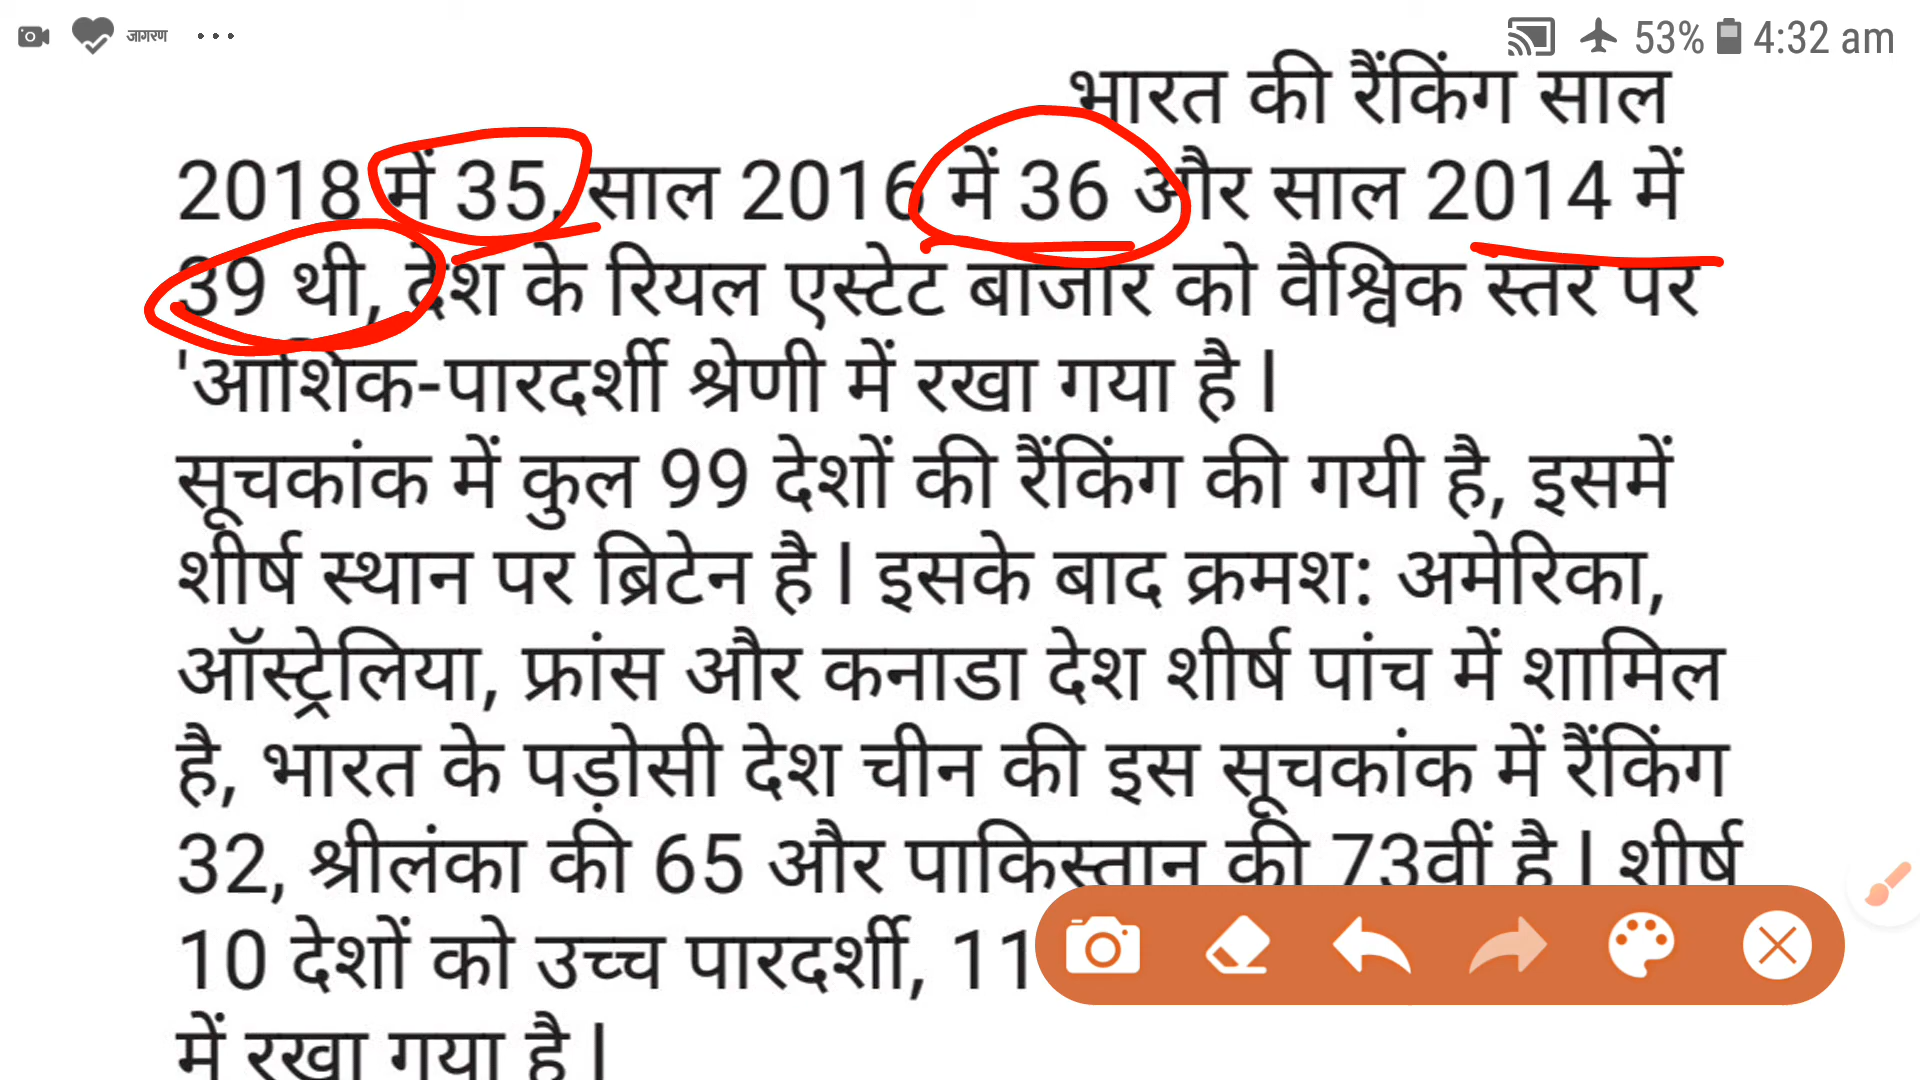 जागरण
53% 4:32 am
भारत की रैंकिंग साल
2018 में 35, साल 2016 में 36 और साल 2014 में
39 थी, देश के रियल एस्टेट बाजार को वैश्विक स्तर पर
'आंशिक-पारदर्शी श्रेणी में रखा गया है l
सूचकांक में कुल 99 देशों की रैंकिंग की गयी है, इसमें
शीर्ष स्थान पर ब्रिटेन है l इसके बाद क्रमश: अमेरिका,
ऑस्ट्रेलिया, फ्रांस और कनाडा देश शीर्ष पांच में शामिल
है, भारत के पड़ोसी देश चीन की इस सूचकांक में रैंकिंग
32, श्रीलंका की 65 और पाकिस्तान की 73वीं है l शीर्ष
10 देशों को उच्च पारदर्शी, 11
में रखा गया है l